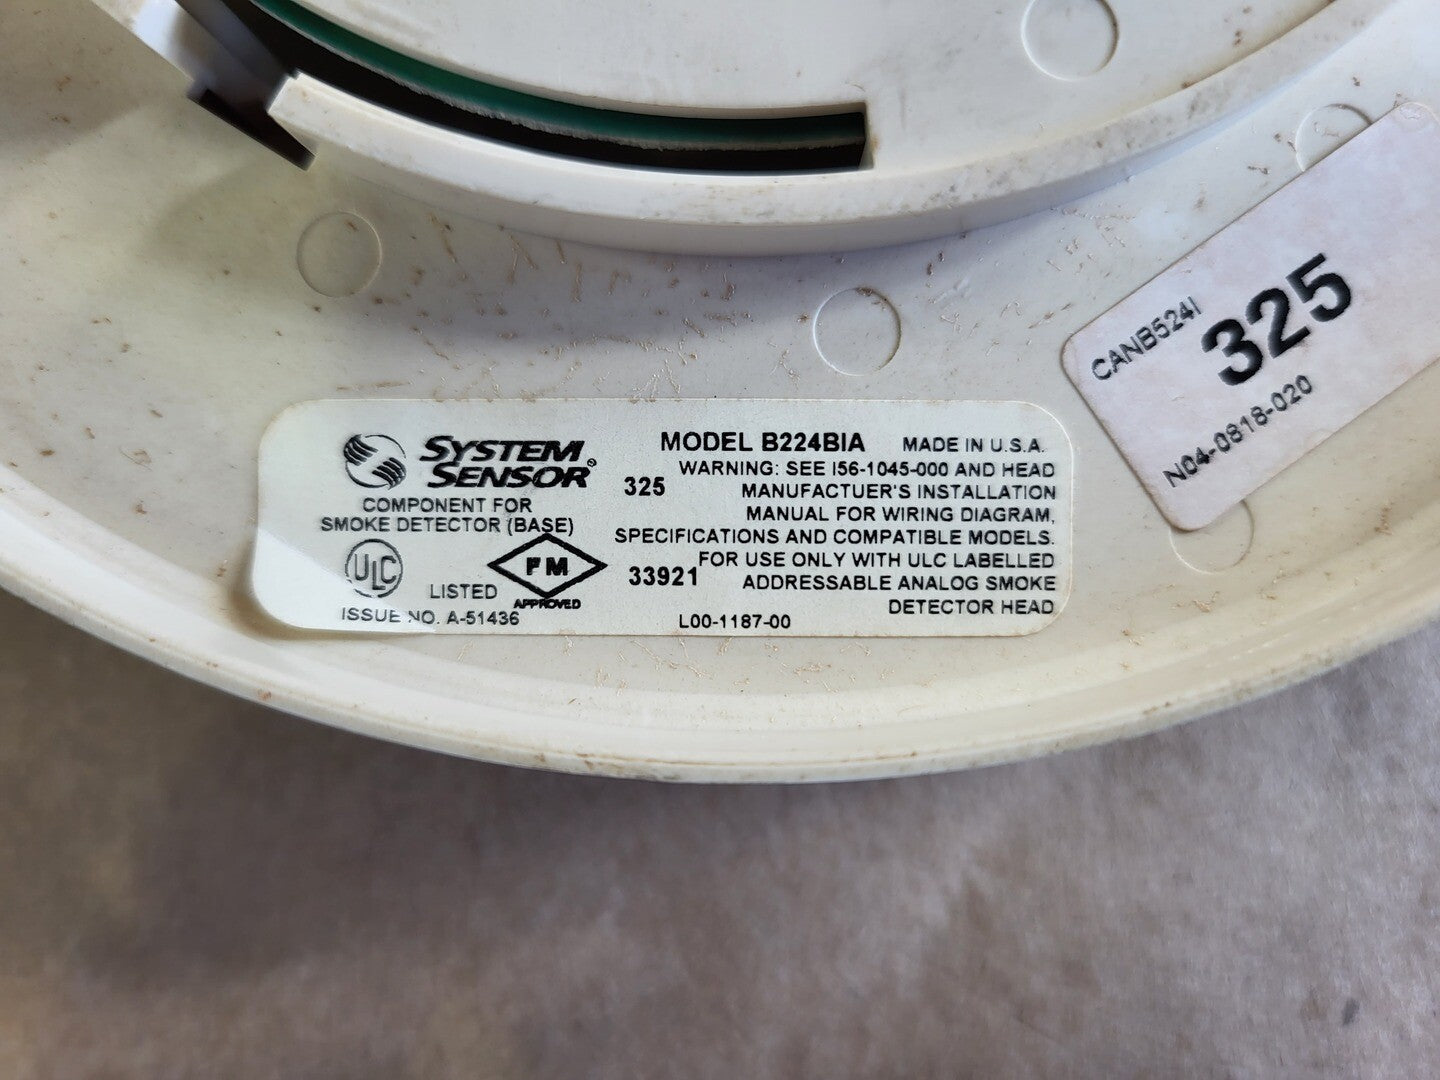 SYSTEM
SENSOR®
COMPONENT FOR
SMOKE DETECTOR (BASE)
ULC
LISTED
FM
APPROVED
ISSUE NO. A-51436
MODEL B224BIA MADE IN U.S.A.
325
WARNING: SEE I56-1045-000 AND HEAD
MANUFACTUER'S INSTALLATION
MANUAL FOR WIRING DIAGRAM,
SPECIFICATIONS AND COMPATIBLE MODELS.
FOR USE ONLY WITH ULC LABELLED
33921
ADDRESSABLE ANALOG SMOKE
DETECTOR HEAD
L00-1187-00
CANB524I
325
N04-0818-020